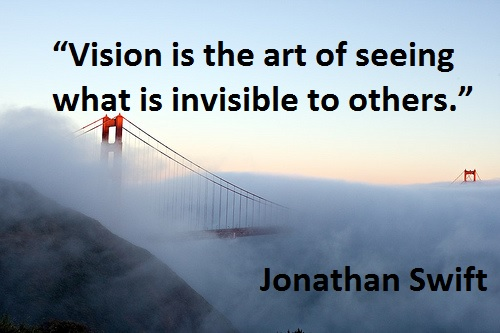 “Vision is the art of seeing
what is invisible to others.”
Jonathan Swift